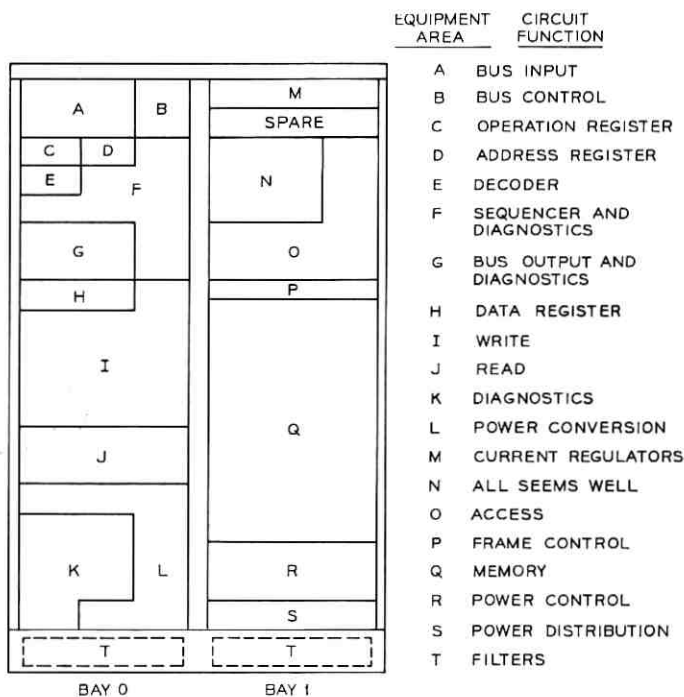 EQUIPMENT AREA CIRCUIT FUNCTION
A BUS INPUT
B BUS CONTROL
C OPERATION REGISTER
D ADDRESS REGISTER
E DECODER
F SEQUENCER AND
DIAGNOSTICS
G BUS OUTPUT AND
DIAGNOSTICS
H DATA REGISTER
I WRITE
J READ
K DIAGNOSTICS
L POWER CONVERSION
M CURRENT REGULATORS
N ALL SEEMS WELL
O ACCESS
P FRAME CONTROL
Q MEMORY
R POWER CONTROL
S POWER DISTRIBUTION
T FILTERS
A B
C D
E
F
G
H
I
J
K L
T
BAY 0
M
SPARE
N
O
P
Q
R
S
T
BAY 1